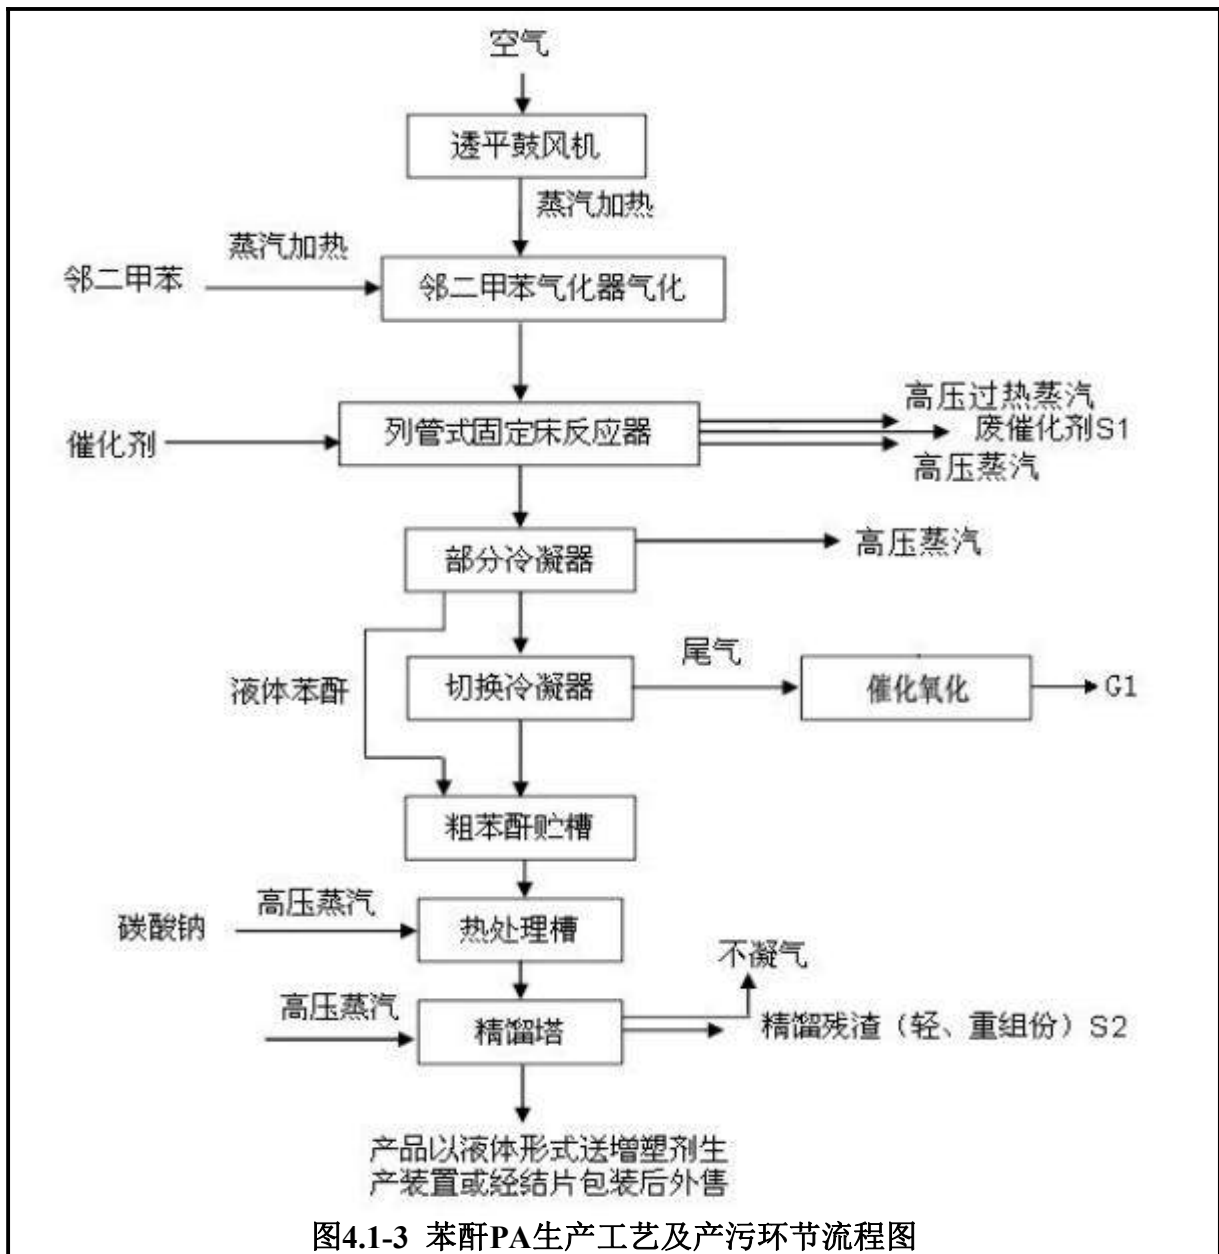 空气
透平鼓风机
蒸汽加热
蒸汽加热
邻二甲苯
邻二甲苯气化器气化
高压过热蒸汽
催化剂
列管式固定床反应器
废催化剂S1
高压蒸汽
部分冷凝器
高压蒸汽
尾气
液体苯酐
切换冷凝器
催化氧化
G1
粗苯酐贮槽
高压蒸汽
碳酸钠
热处理槽
不凝气
高压蒸汽
精馏塔
精馏残渣（轻、重组份）S2
产品以液体形式送增塑剂生
产装置或经结片包装后外售
图4.1-3 苯酐PA生产工艺及产污环节流程图